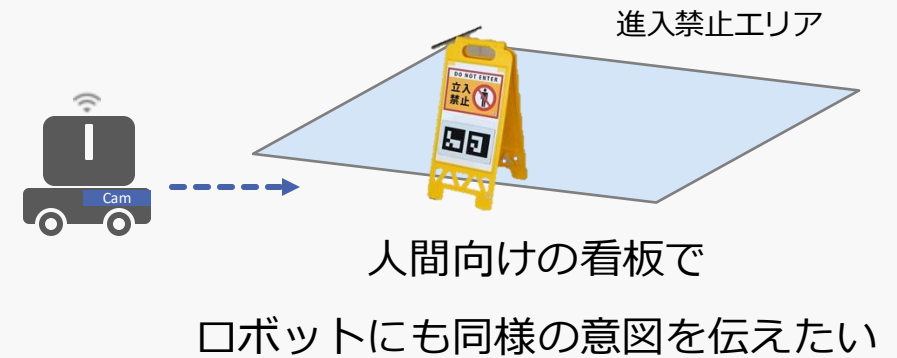 進入禁止エリア
DO NOT ENTER
立入
禁止
Cam
人間向けの看板で
ロボットにも同様の意図を伝えたい